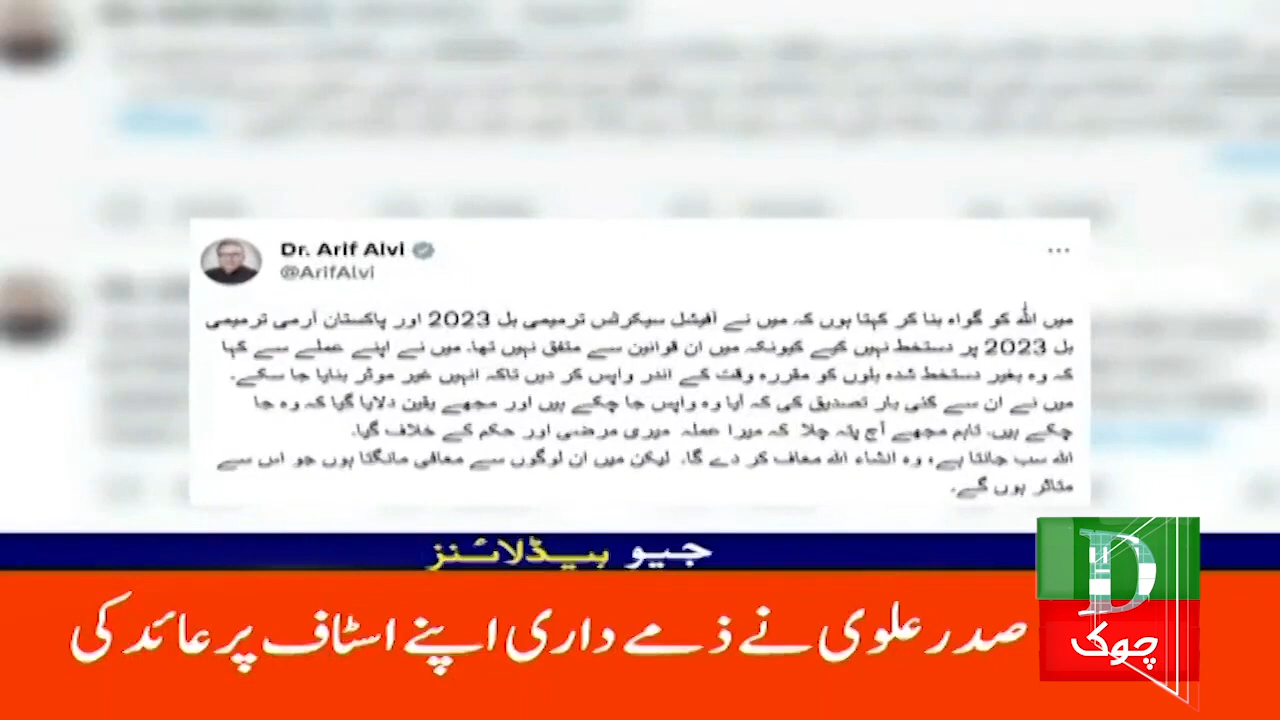 Dr. Arif Alvi
@ArifAlvi
میں اللہ کو گواہ بنا کر کہتا ہوں کہ میں نے آفیشل سیکرٹس ترمیمی بل 2023 اور پاکستان آرمی ترمیمی
بل 2023 پر دستخط نہیں کیے کیونکہ میں ان قوانین سے متفق نہیں تھا۔ میں نے اپنے عملے سے کہا
کہ وہ بغیر دستخط شدہ بلوں کو مقررہ وقت کے اندر واپس کر دیں تاکہ انہیں غیر موثر بنایا جا سکے۔
میں نے ان سے کئی بار تصدیق کی کہ آیا وہ واپس جا چکے ہیں اور مجھے یقین دلایا گیا کہ وہ جا
چکے ہیں۔ تاہم مجھے آج پتہ چلا کہ میرا عملہ میری مرضی اور حکم کے خلاف گیا۔
اللہ سب جانتا ہے، وہ انشاء اللہ معاف کر دے گا۔ لیکن میں ان لوگوں سے معافی مانگتا ہوں جو اس سے
متاثر ہوں گے۔
جیو ہیڈلائنز
صدر علوی نے ذمے داری اپنے اسٹاف پر عائد کی
D
چوک